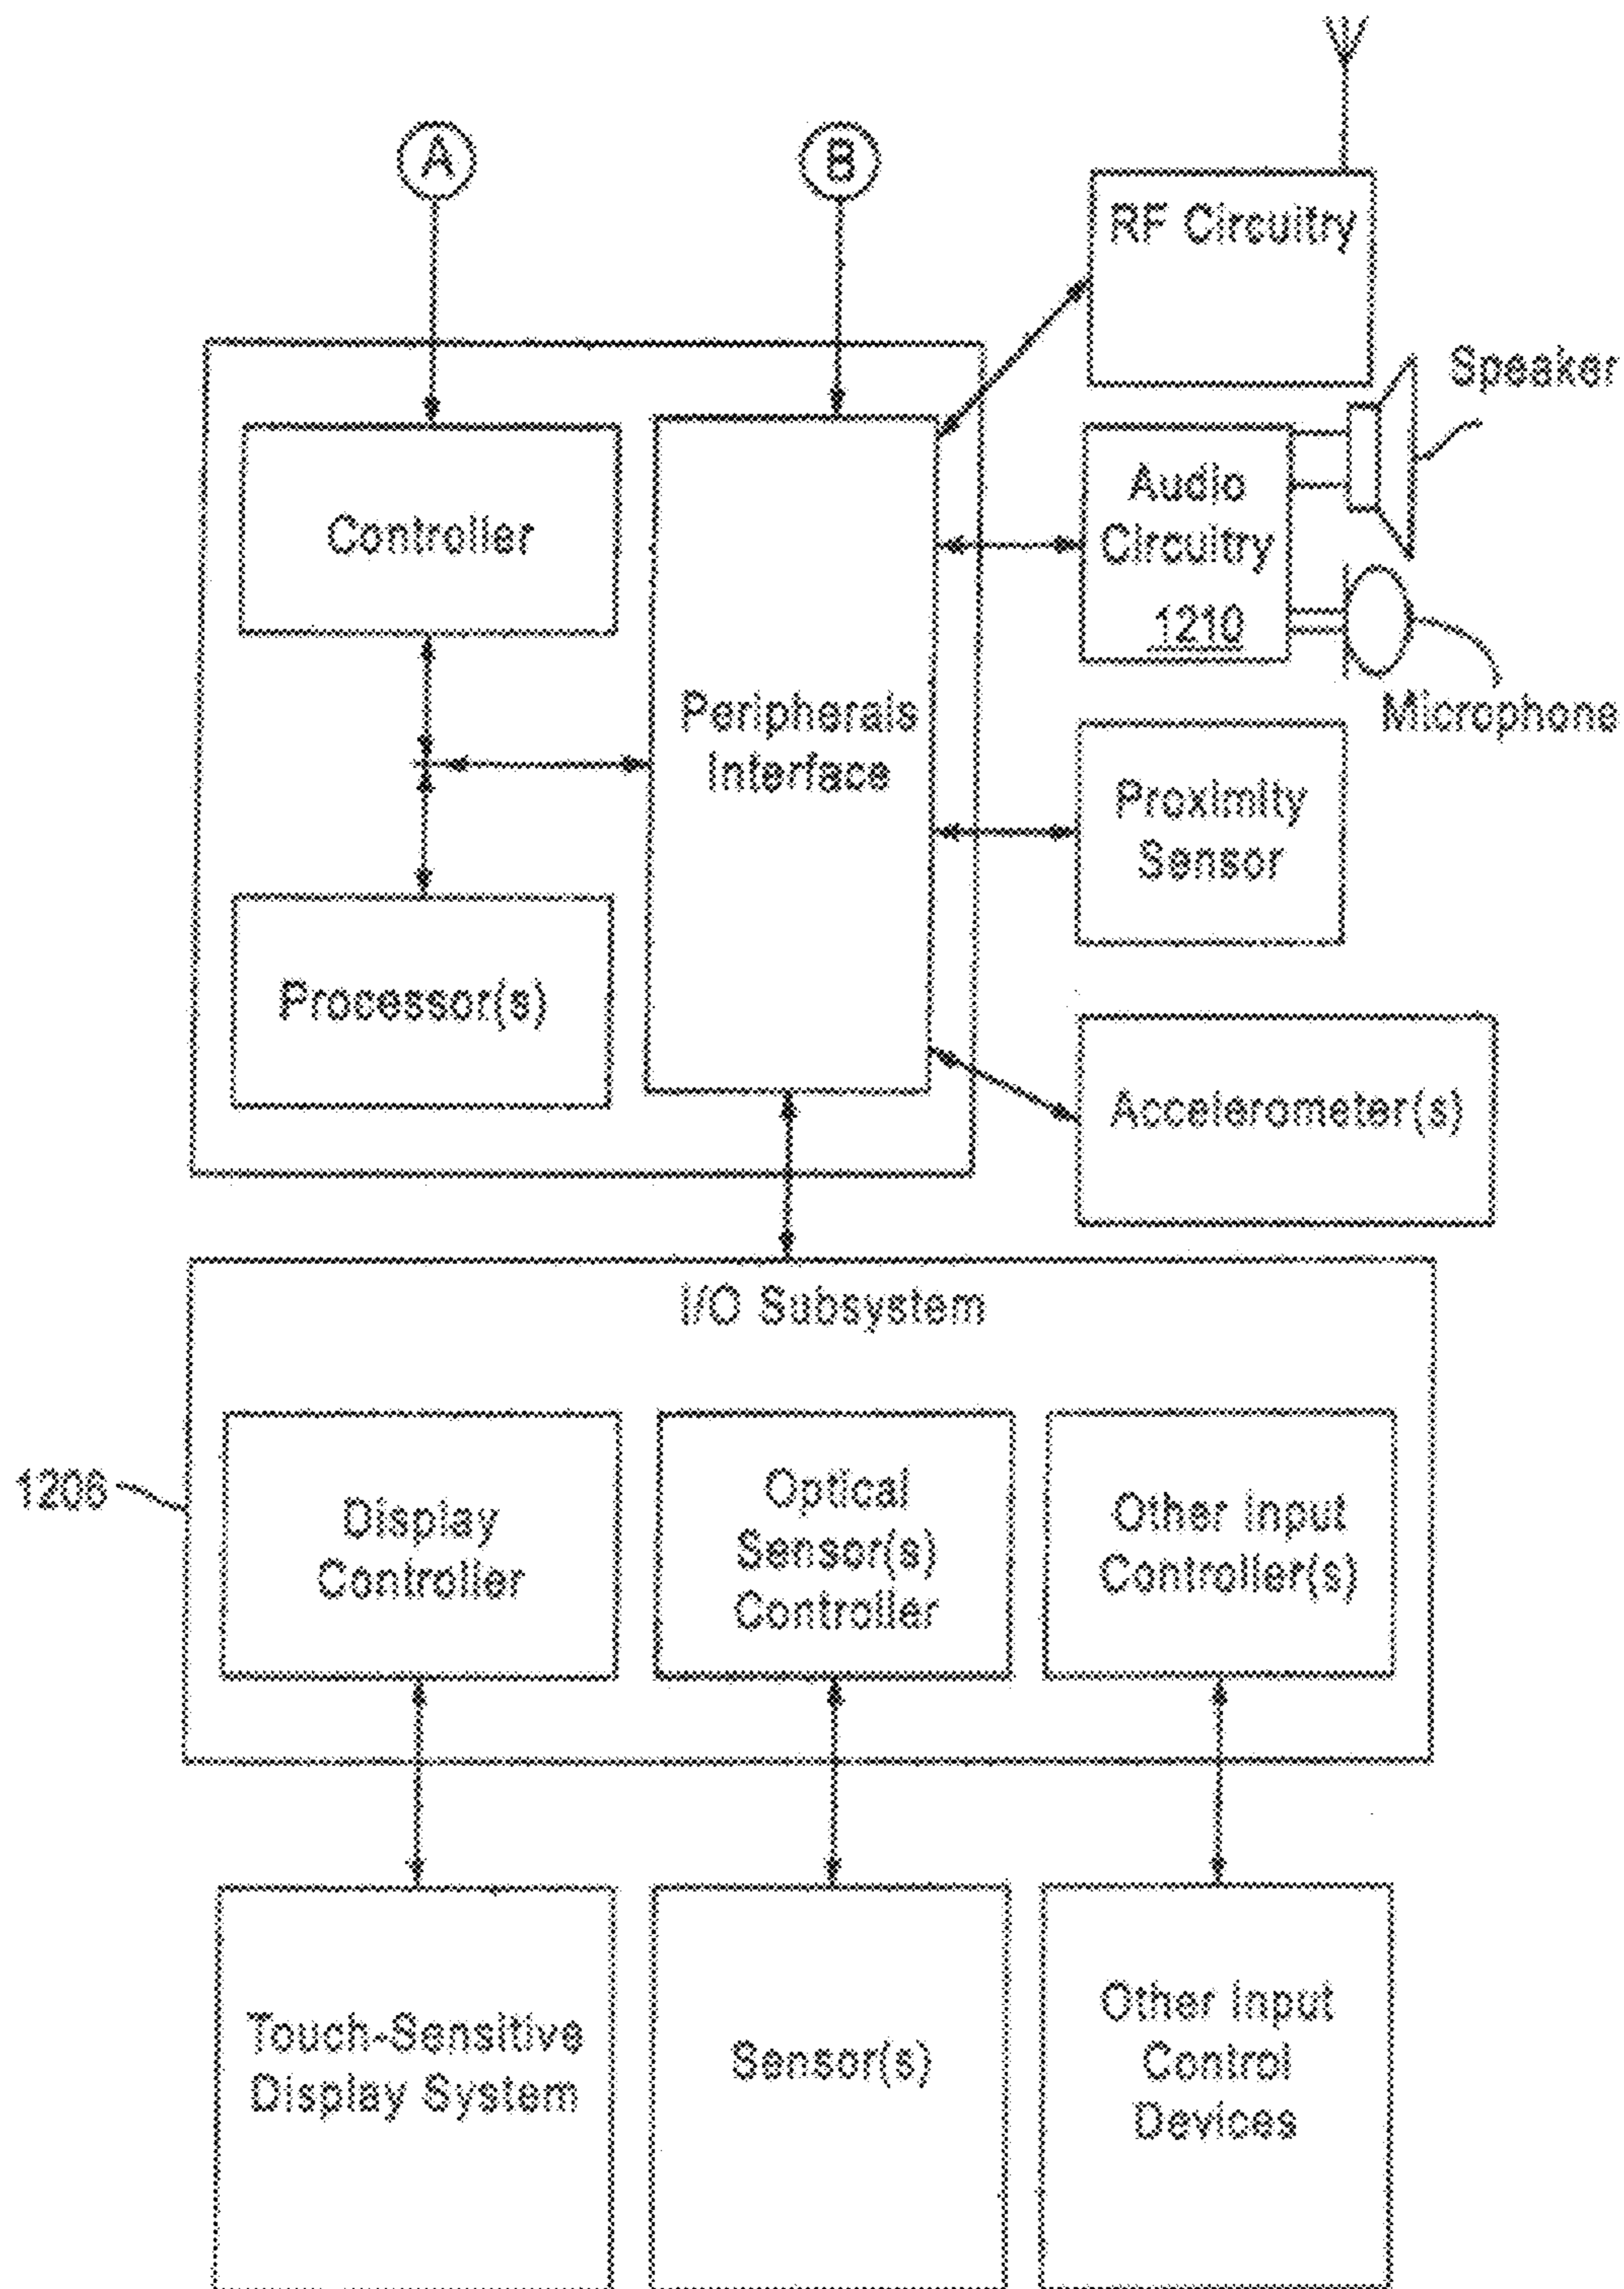 A
B
RF Circuitry
Speaker
Controller
Audio
Circuitry
1210
Microphone
Peripherals
Interface
Proximity
Sensor
Processor(s)
Accelerometer(s)
I/O Subsystem
1206
Display
Controller
Optical
Sensor(s)
Controller
Other Input
Controller(s)
Touch-Sensitive
Display System
Sensor(s)
Other Input
Control
Devices